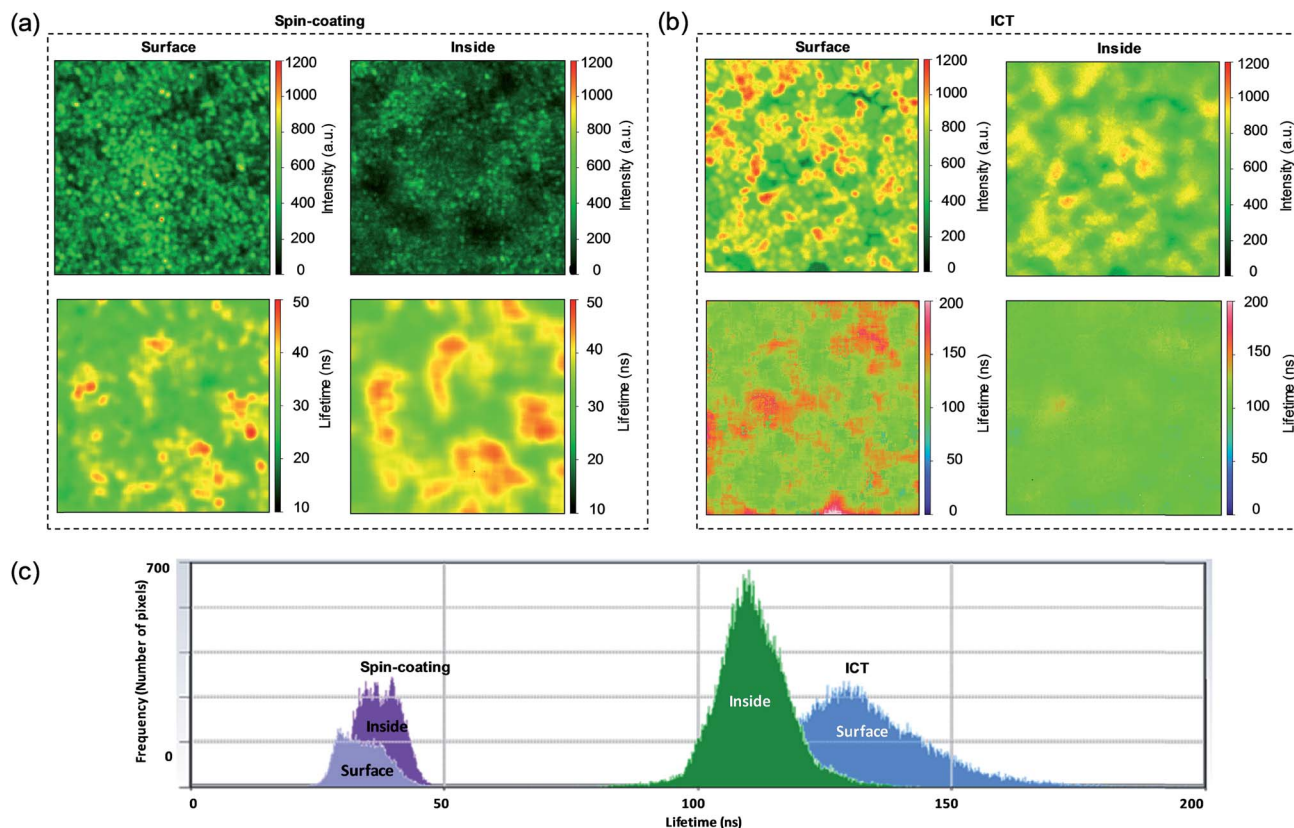 (a)
Spin-coating
Surface
Inside
1200
1000
800
600
400
200
0
Intensity (a.u.)
1200
1000
800
600
400
200
0
Intensity (a.u.)
50
40
30
20
10
Lifetime (ns)
50
40
30
20
10
Lifetime (ns)
(b)
ICT
Surface
Inside
1200
1000
800
600
400
200
0
Intensity (a.u.)
1200
1000
800
600
400
200
0
Intensity (a.u.)
200
150
100
50
0
Lifetime (ns)
200
150
100
50
0
Lifetime (ns)
(c)
700
0
Frequency (Number of pixels)
Spin-coating
Inside
Surface
Inside
ICT
Surface
0
50
100
150
200
Lifetime (ns)